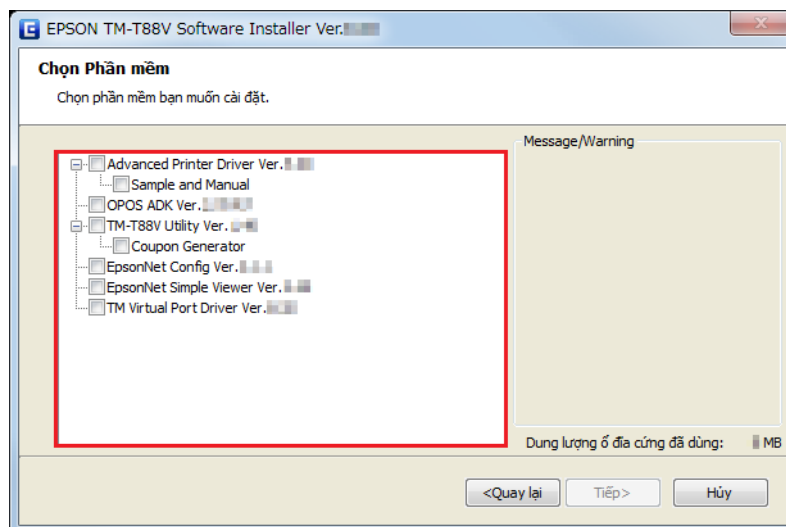 EPSON TM-T88V Software Installer Ver.
Chọn Phần mềm
Chọn phần mềm bạn muốn cài đặt.
Message/Warning
Advanced Printer Driver Ver.
Sample and Manual
OPOS ADK Ver.
TM-T88V Utility Ver.
Coupon Generator
EpsonNet Config Ver.
EpsonNet Simple Viewer Ver.
TM Virtual Port Driver Ver.
Dung lượng ổ đĩa cứng đã dùng: MB
<Quay lại Tiếp> Hủy